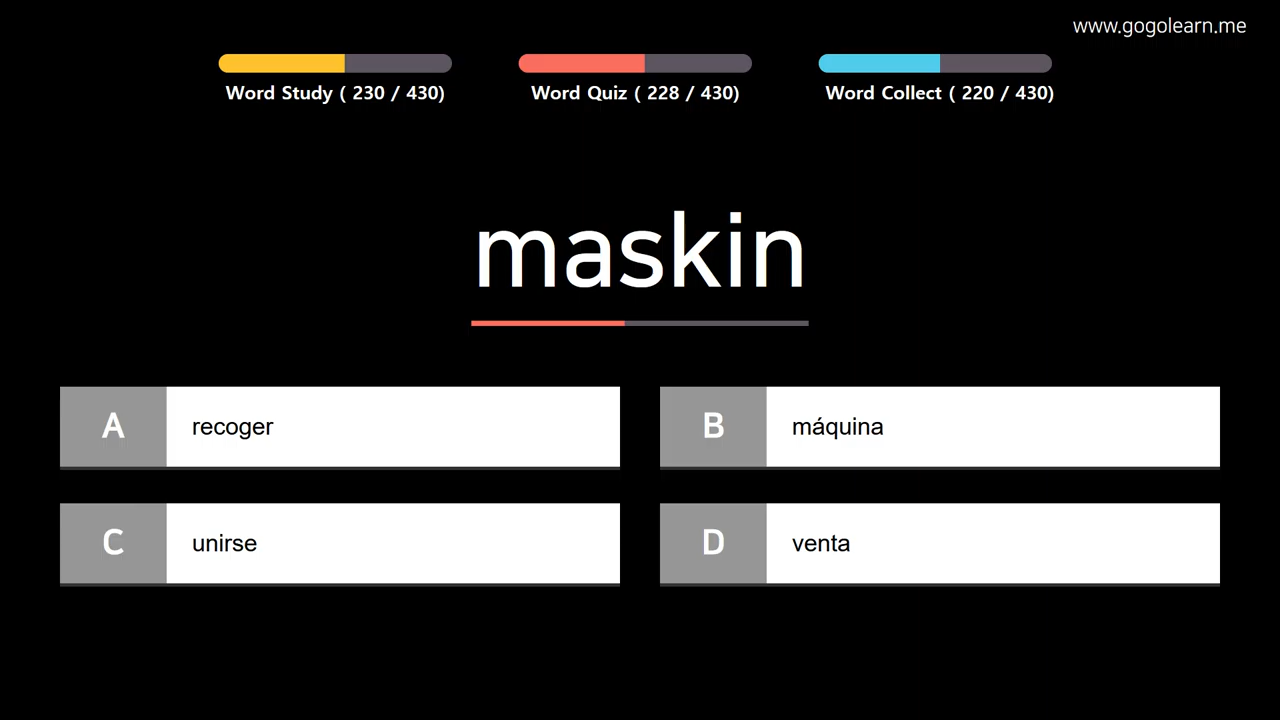 www.gogolearn.me
Word Study ( 230 / 430)
Word Quiz ( 228 / 430)
Word Collect ( 220 / 430)
maskin
A recoger
B máquina
C unirse
D venta